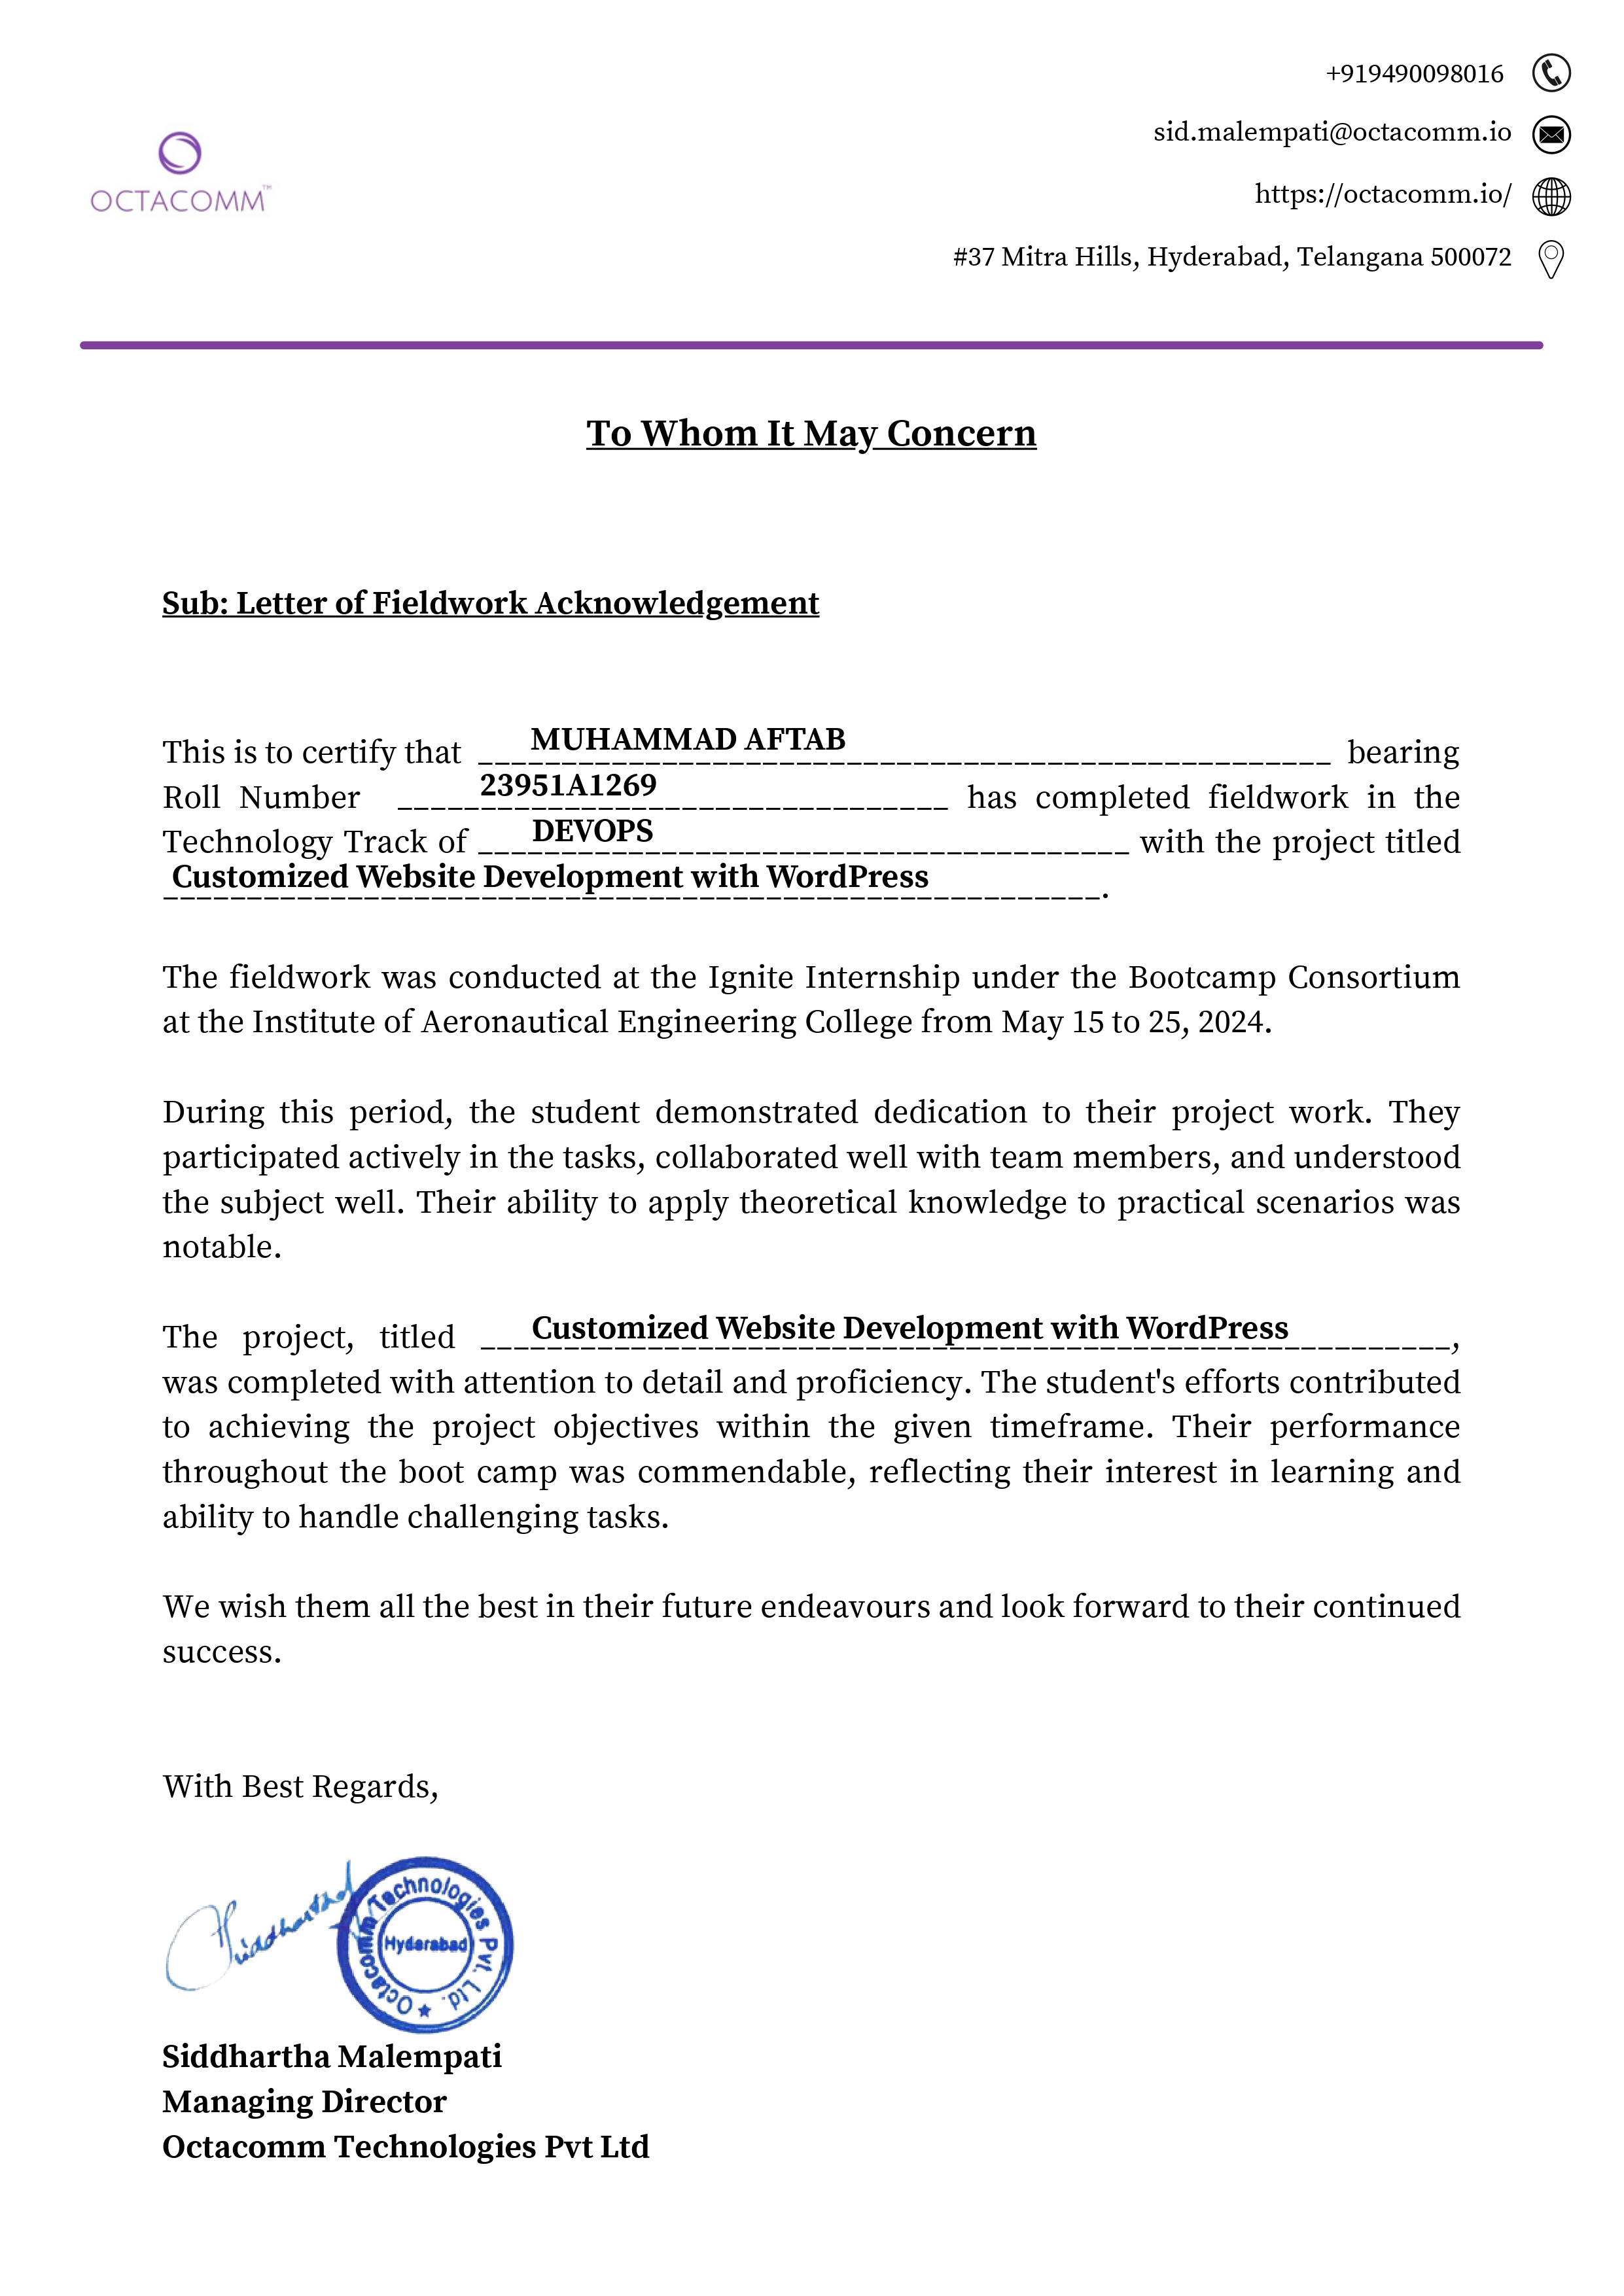 +919490098016
sid.malempati@octacomm.io
https://octacomm.io/
#37 Mitra Hills, Hyderabad, Telangana 500072
OCTACOMM™
To Whom It May Concern
Sub: Letter of Fieldwork Acknowledgement
This is to certify that MUHAMMAD AFTAB bearing
Roll Number 23951A1269 has completed fieldwork in the
Technology Track of DEVOPS with the project titled
Customized Website Development with WordPress.
The fieldwork was conducted at the Ignite Internship under the Bootcamp Consortium
at the Institute of Aeronautical Engineering College from May 15 to 25, 2024.
During this period, the student demonstrated dedication to their project work. They
participated actively in the tasks, collaborated well with team members, and understood
the subject well. Their ability to apply theoretical knowledge to practical scenarios was
notable.
The project, titled Customized Website Development with WordPress,
was completed with attention to detail and proficiency. The student's efforts contributed
to achieving the project objectives within the given timeframe. Their performance
throughout the boot camp was commendable, reflecting their interest in learning and
ability to handle challenging tasks.
We wish them all the best in their future endeavours and look forward to their continued
success.
With Best Regards,
Siddhartha
Octacomm Technologies Pvt. Ltd.
Hyderabad
Siddhartha Malempati
Managing Director
Octacomm Technologies Pvt Ltd